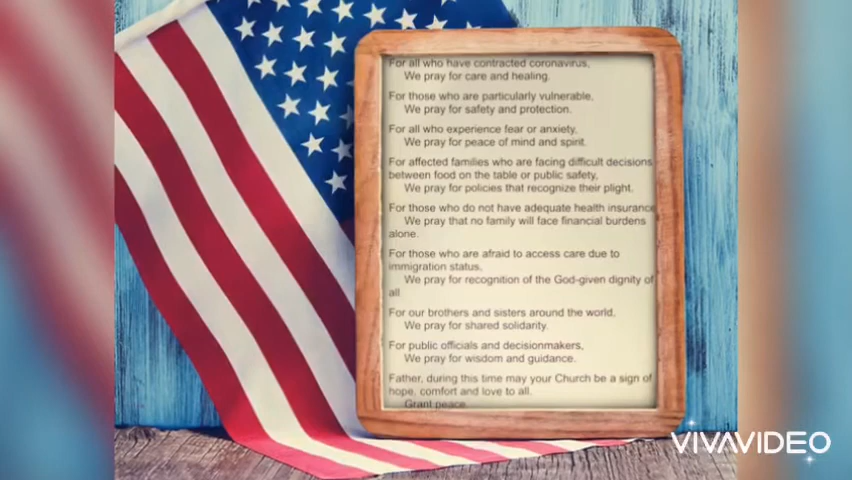 For all who have contracted coronavirus,
We pray for care and healing.
For those who are particularly vulnerable,
We pray for safety and protection.
For all who experience fear or anxiety,
We pray for peace of mind and spirit.
For affected families who are facing difficult decisions
between food on the table or public safety,
We pray for policies that recognize their plight.
For those who do not have adequate health insurance
We pray that no family will face financial burdens
alone.
For those who are afraid to access care due to
immigration status,
We pray for recognition of the God-given dignity of
all.
For our brothers and sisters around the world,
We pray for shared solidarity.
For public officials and decisionmakers,
We pray for wisdom and guidance.
Father, during this time may your Church be a sign of
hope, comfort and love to all.
Grant peace.
VIVAVIDEO